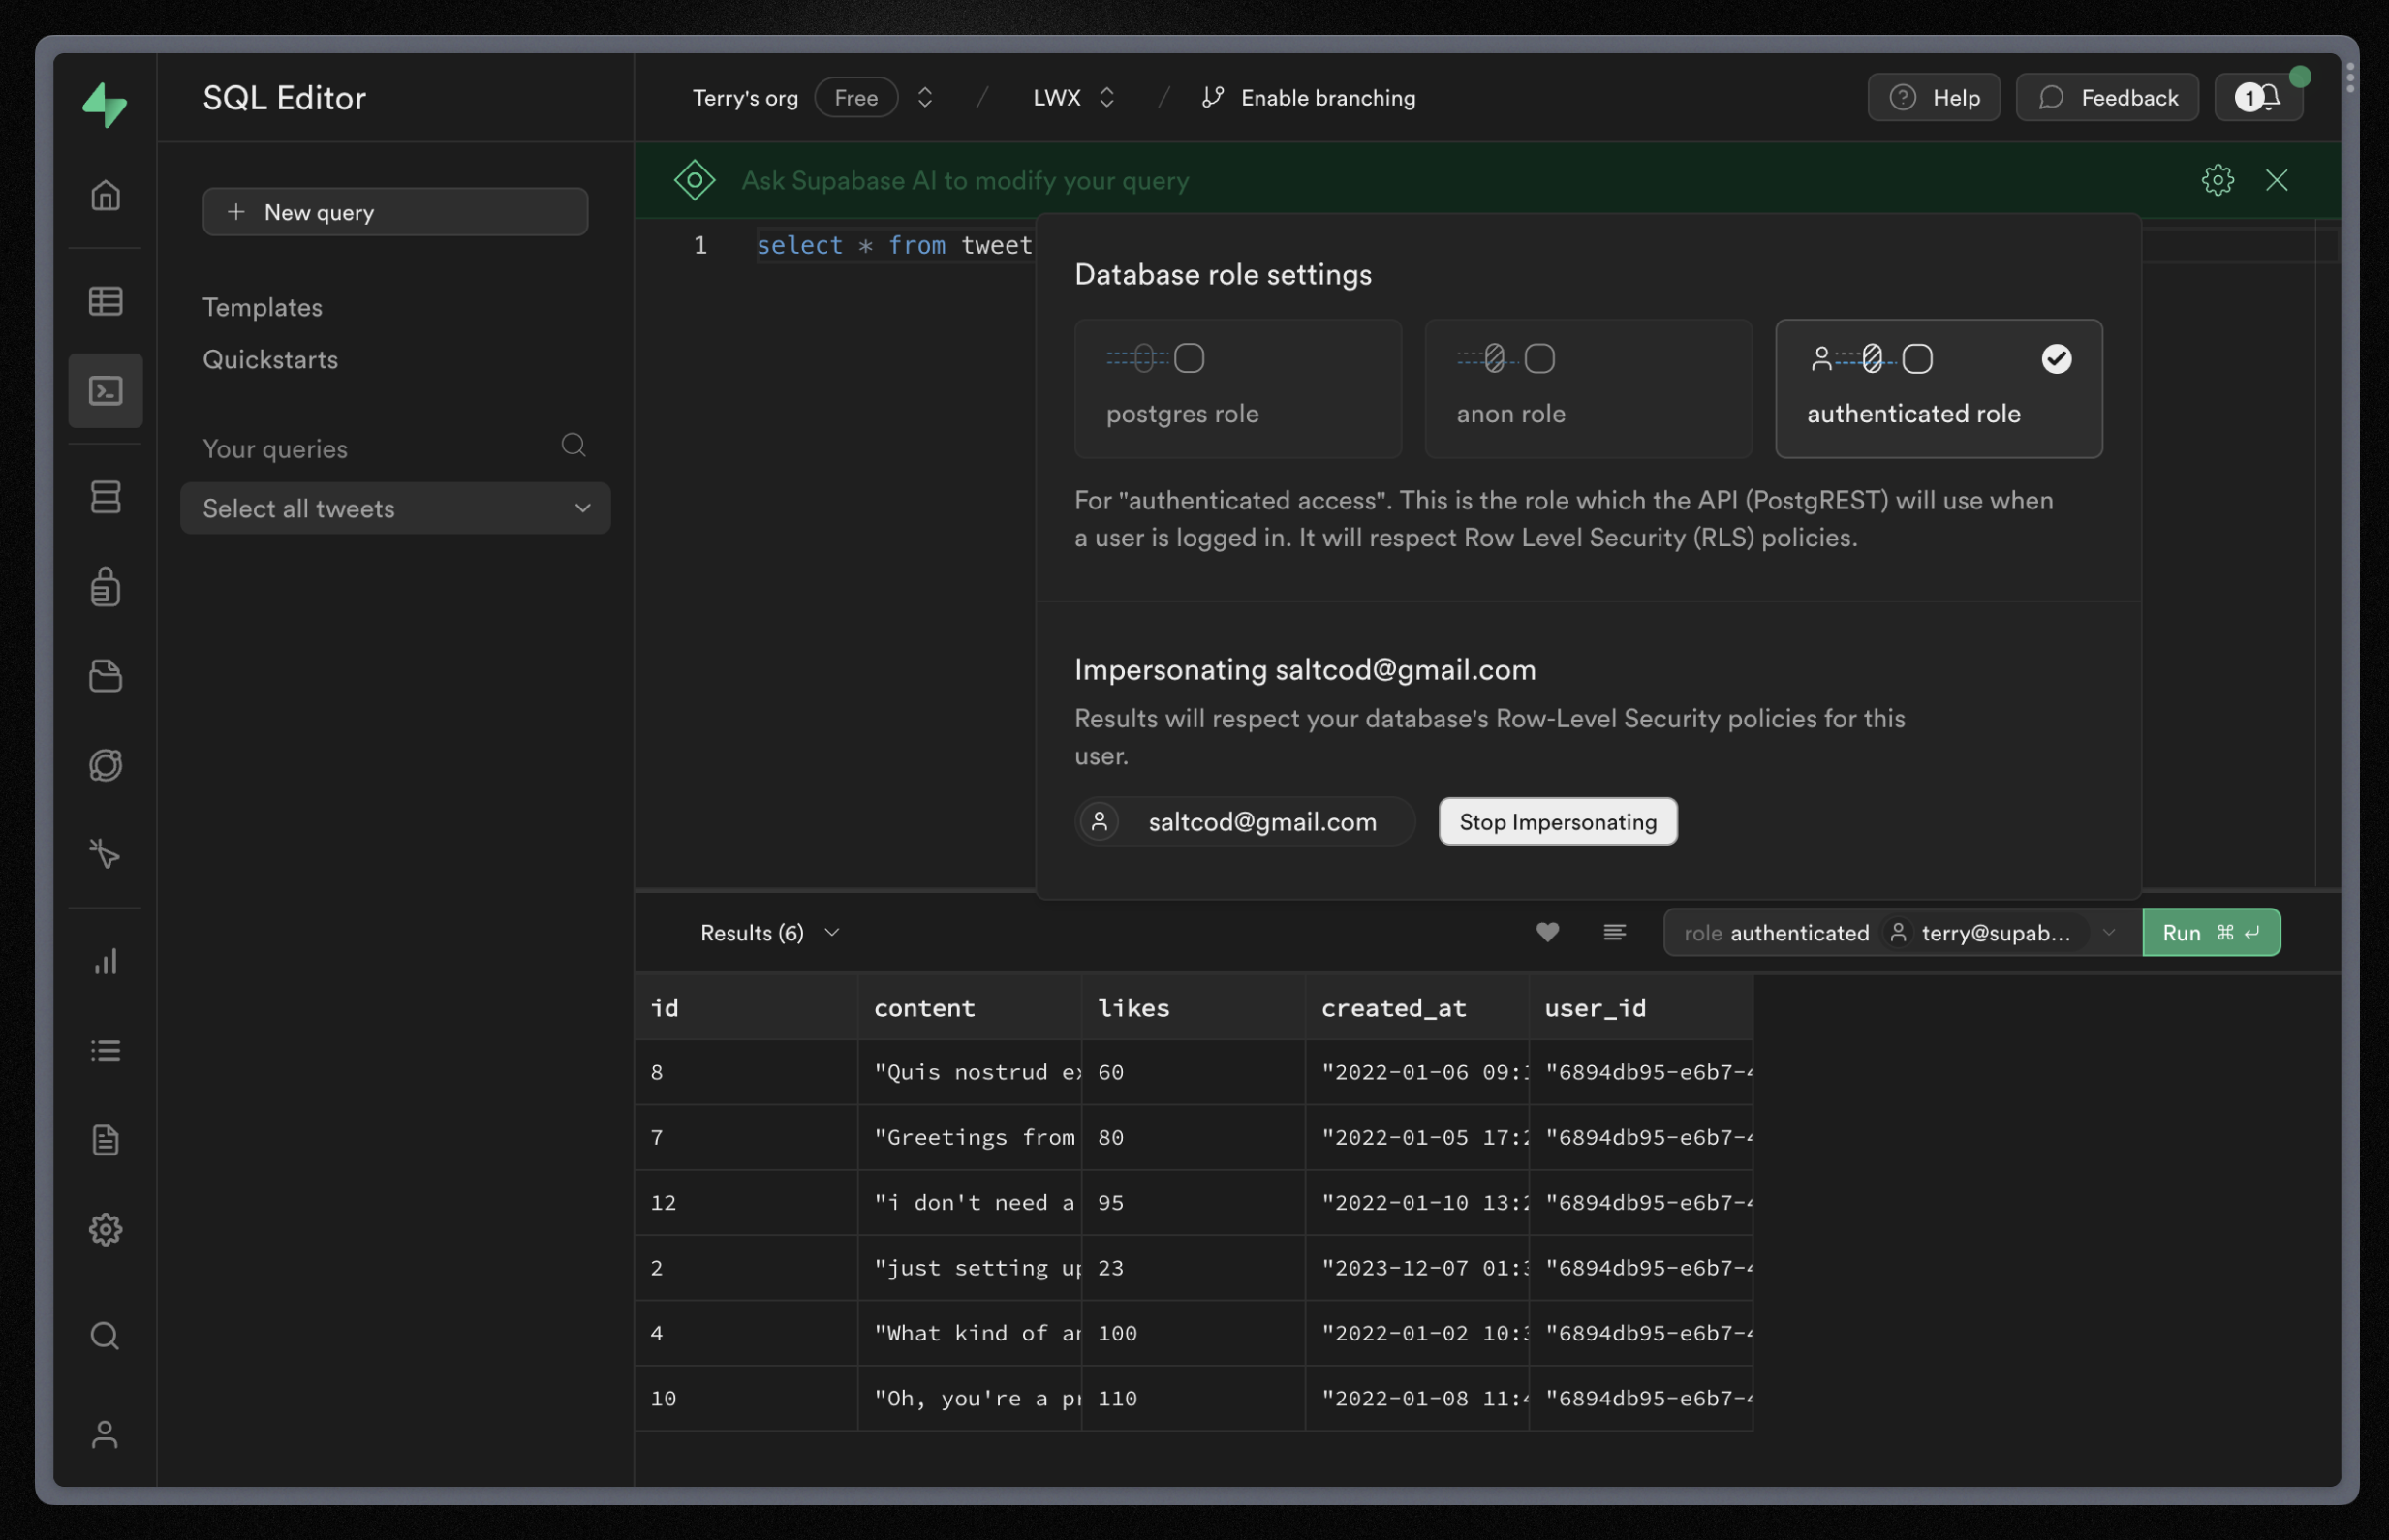 SQL Editor
Terry's org Free / LWX / Enable branching
Help
Feedback
1
New query
Templates
Quickstarts
Your queries
Select all tweets
Ask Supabase AI to modify your query
1 select * from tweet
Database role settings
postgres role
anon role
authenticated role
For "authenticated access". This is the role which the API (PostgREST) will use when
a user is logged in. It will respect Row Level Security (RLS) policies.
Impersonating saltcod@gmail.com
Results will respect your database's Row-Level Security policies for this
user.
saltcod@gmail.com
Stop Impersonating
Results (6)
role authenticated terry@supab...
Run ⌘ ↵
id content likes created_at user_id
8 "Quis nostrud ex 60 "2022-01-06 09:1 "6894db95-e6b7-4
7 "Greetings from 80 "2022-01-05 17:2 "6894db95-e6b7-4
12 "i don't need a 95 "2022-01-10 13:2 "6894db95-e6b7-4
2 "just setting up 23 "2023-12-07 01:3 "6894db95-e6b7-4
4 "What kind of an 100 "2022-01-02 10:3 "6894db95-e6b7-4
10 "Oh, you're a pr 110 "2022-01-08 11:4 "6894db95-e6b7-4